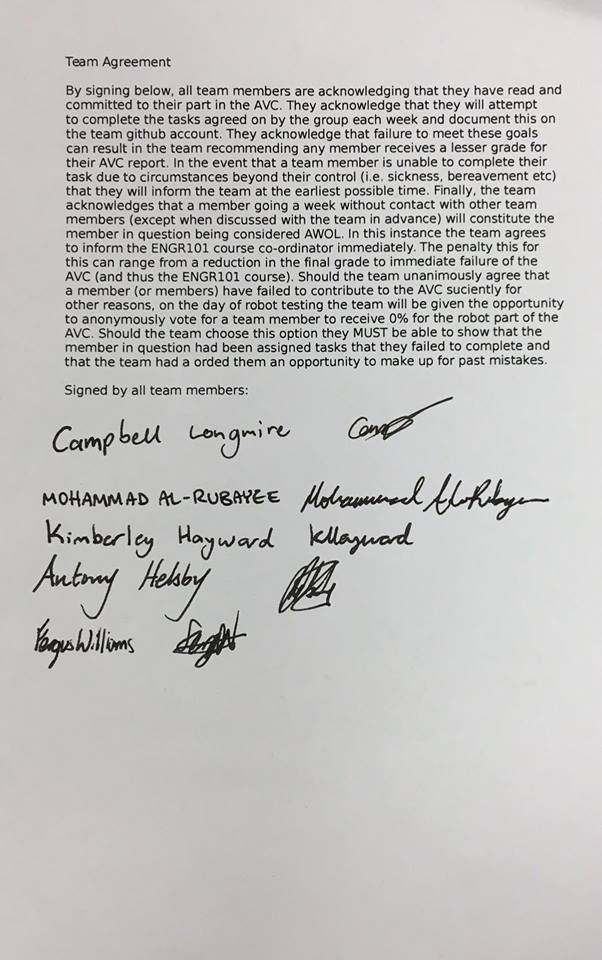 Team Agreement
By signing below, all team members are acknowledging that they have read and
committed to their part in the AVC. They acknowledge that they will attempt
to complete the tasks agreed on by the group each week and document this on
the team github account. They acknowledge that failure to meet these goals
can result in the team recommending any member receives a lesser grade for
their AVC report. In the event that a team member is unable to complete their
task due to circumstances beyond their control (i.e. sickness, bereavement etc)
that they will inform the team at the earliest possible time. Finally, the team
acknowledges that a member going a week without contact with other team
members (except when discussed with the team in advance) will constitute the
member in question being considered AWOL. In this instance the team agrees
to inform the ENGR101 course co-ordinator immediately. The penalty this for
this can range from a reduction in the final grade to immediate failure of the
AVC (and thus the ENGR101 course). Should the team unanimously agree that
a member (or members) have failed to contribute to the AVC suciently for
other reasons, on the day of robot testing the team will be given the opportunity
to anonymously vote for a team member to receive 0% for the robot part of the
AVC. Should the team choose this option they MUST be able to show that the
member in question had been assigned tasks that they failed to complete and
that the team had a orded them an opportunity to make up for past mistakes.
Signed by all team members:
Campbell Longmire
MOHAMMAD AL-RUBAYEE Mohammad
Kimberley Hayward KHayward
Antony Helsby
Fergus Williams